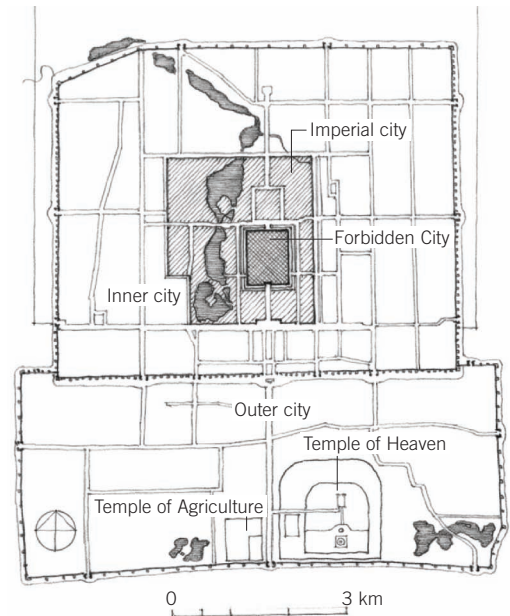 Imperial city
Forbidden City
Inner city
Outer city
Temple of Heaven
Temple of Agriculture
0 3 km